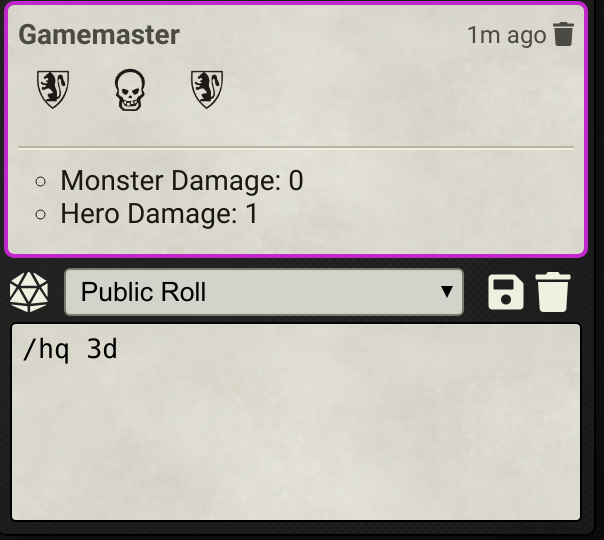 Gamemaster 1m ago
Monster Damage: 0
Hero Damage: 1
Public Roll
/hq 3d